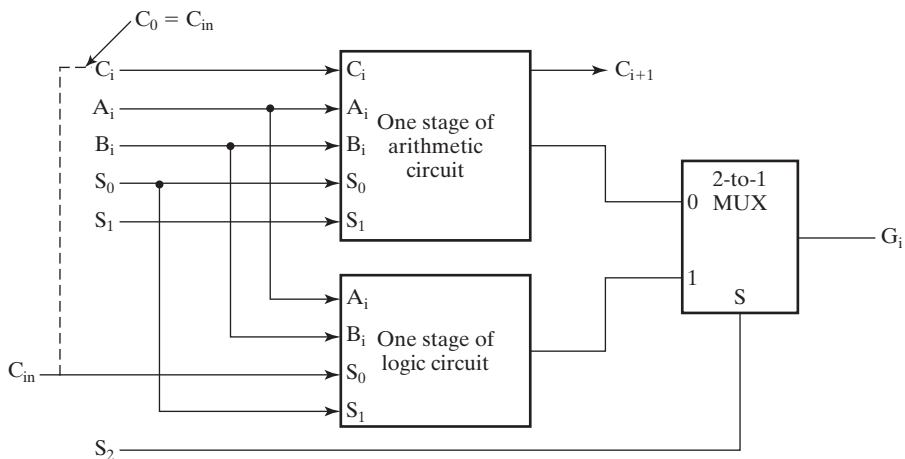 C₀ = Cᵢₙ
Cᵢ
Aᵢ
Bᵢ
S₀
S₁
Cᵢ
Aᵢ
Bᵢ
S₀
S₁
One stage of
arithmetic
circuit
Cᵢ₊₁
2-to-1
MUX
0
1
S
Gᵢ
Aᵢ
Bᵢ
S₀
S₁
One stage of
logic circuit
Cᵢₙ
S₂